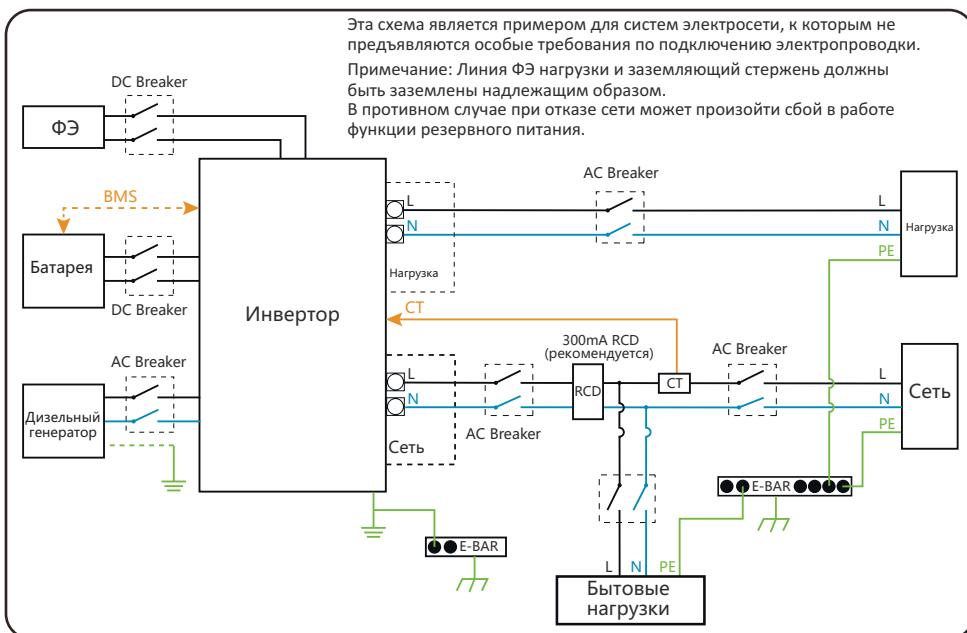 Эта схема является примером для систем электросети, к которым не
предъявляются особые требования по подключению электропроводки.
Примечание: Линия ФЭ нагрузки и заземляющий стержень должны
быть заземлены надлежащим образом.
В противном случае при отказе сети может произойти сбой в работе
функции резервного питания.
DC Breaker
ФЭ
AC Breaker
BMS
L
L
N
N
Нагрузка
PE
Батарея
Нагрузка
DC Breaker
Инвертор
CT
300mA RCD
(рекомендуется)
AC Breaker
AC Breaker
L
RCD
CT
L
Сеть
N
N
Дизельный
генератор
AC Breaker
PE
Сеть
E-BAR
E-BAR
L
N
PE
Бытовые
нагрузки